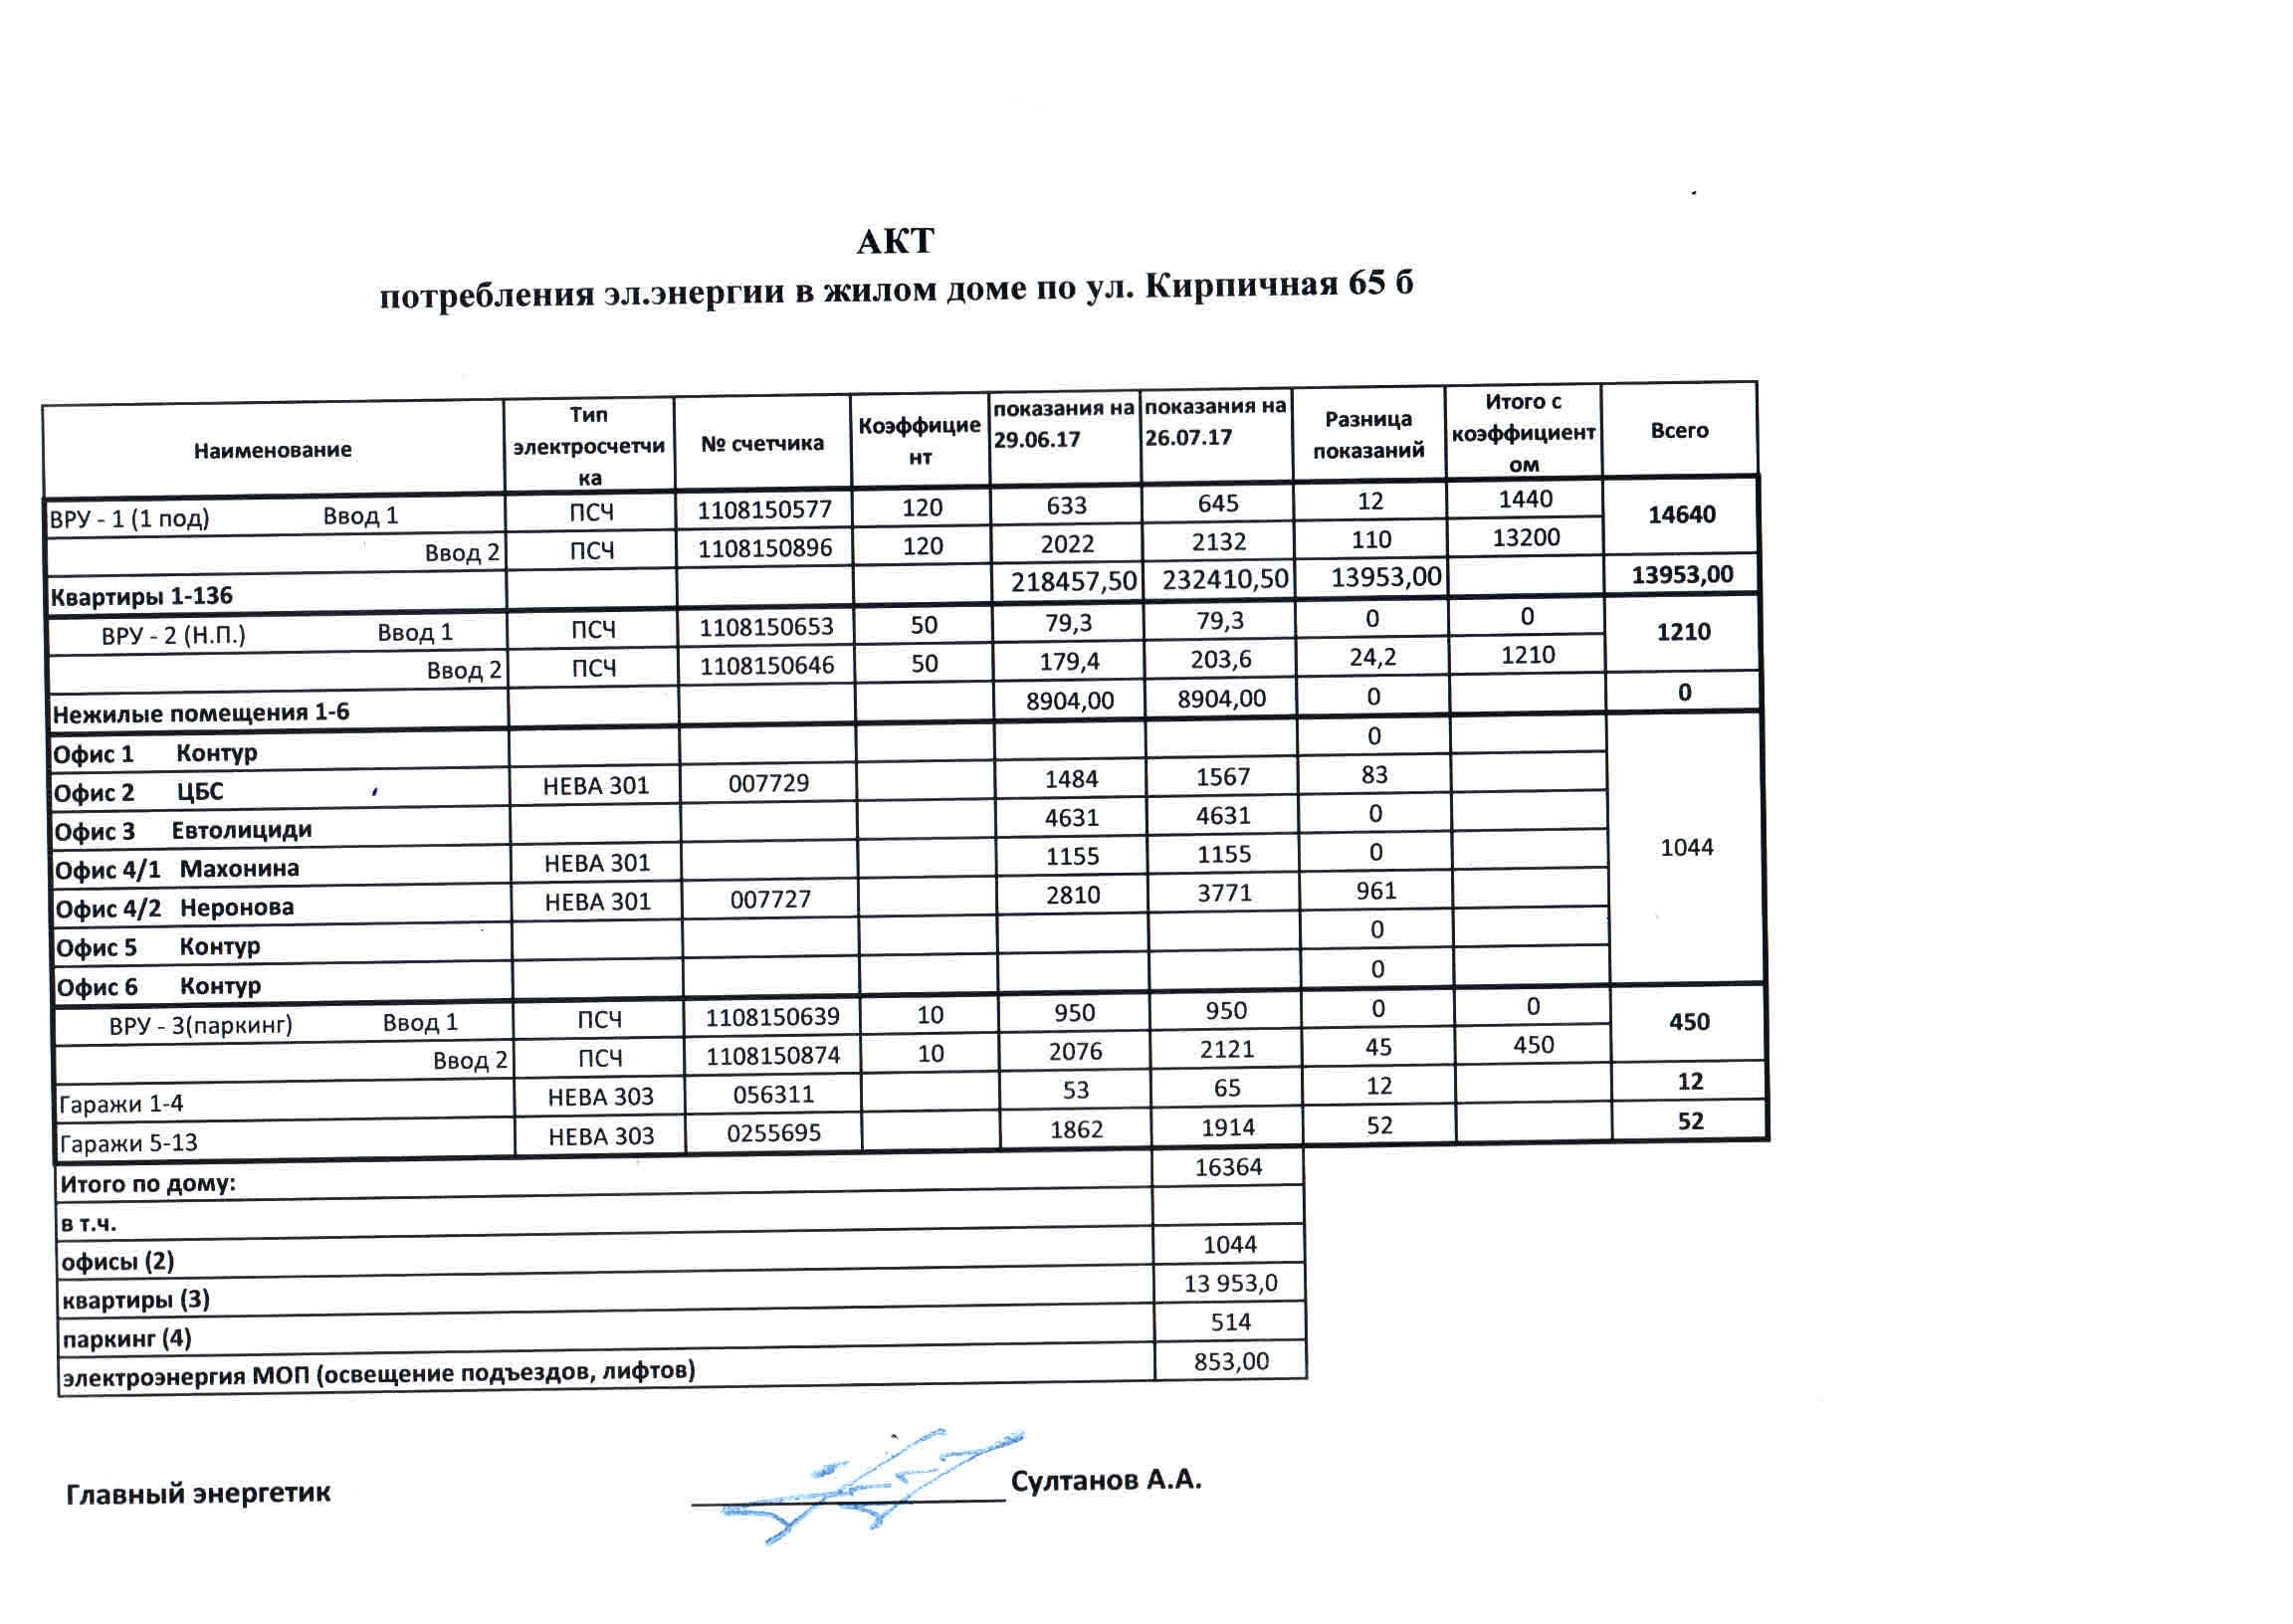 АКТ
потребления эл.энергии в жилом доме по ул. Кирпичная 65 б
Наименование Тип электросчетчи ка № счетчика Коэффицие нт показания на 29.06.17 показания на 26.07.17 Разница показаний Итого с коэффициент ом Всего
ВРУ - 1 (1 под) Ввод 1 ПСЧ 1108150577 120 633 645 12 1440 14640
Ввод 2 ПСЧ 1108150896 120 2022 2132 110 13200
Квартиры 1-136 218457,50 232410,50 13953,00 13953,00
ВРУ - 2 (Н.П.) Ввод 1 ПСЧ 1108150653 50 79,3 79,3 0 0 1210
Ввод 2 ПСЧ 1108150646 50 179,4 203,6 24,2 1210
Нежилые помещения 1-6 8904,00 8904,00 0 0
Офис 1 Контур 0
Офис 2 ЦБС НЕВА 301 007729 1484 1567 83
Офис 3 Евтолициди 4631 4631 0
Офис 4/1 Махонина НЕВА 301 1155 1155 0 1044
Офис 4/2 Неронова НЕВА 301 007727 2810 3771 961
Офис 5 Контур 0
Офис 6 Контур 0
ВРУ - 3(паркинг) Ввод 1 ПСЧ 1108150639 10 950 950 0 0 450
Ввод 2 ПСЧ 1108150874 10 2076 2121 45 450
Гаражи 1-4 НЕВА 303 056311 53 65 12 12
Гаражи 5-13 НЕВА 303 0255695 1862 1914 52 52
Итого по дому: 16364
в т.ч.
офисы (2) 1044
квартиры (3) 13 953,0
паркинг (4) 514
электроэнергия МОП (освещение подъездов, лифтов) 853,00
Главный энергетик Султанов А.А.